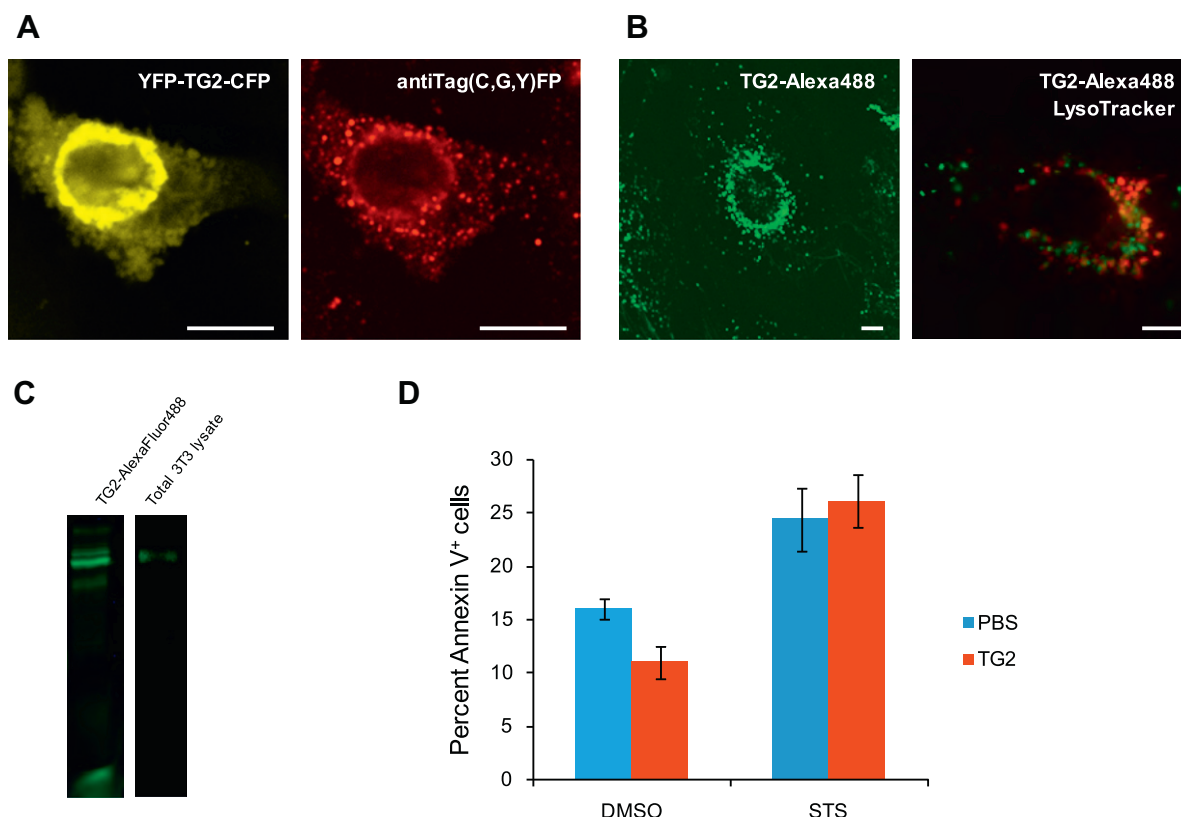 A
B
YFP-TG2-CFP
antiTag(C,G,Y)FP
TG2-Alexa488
TG2-Alexa488
LysoTracker
C
D
TG2-AlexaFluor488
Total 3T3 lysate
Percent Annexin V⁺ cells
30
25
20
15
10
5
0
DMSO
STS
PBS
TG2